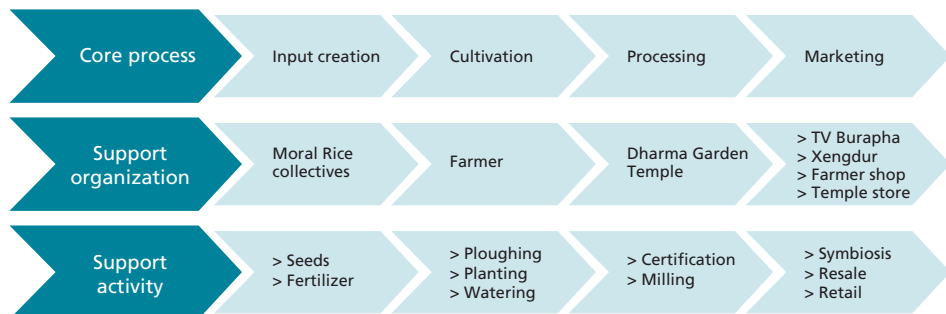 Core process
Input creation
Cultivation
Processing
Marketing
Support
organization
Moral Rice
collectives
Farmer
Dharma Garden
Temple
> TV Burapha
> Xengdur
> Farmer shop
> Temple store
Support
activity
> Seeds
> Fertilizer
> Ploughing
> Planting
> Watering
> Certification
> Milling
> Symbiosis
> Resale
> Retail